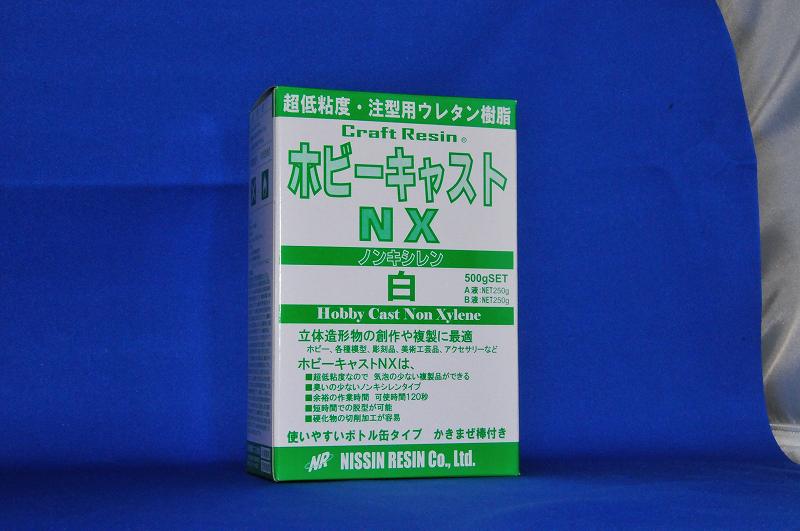 超低粘度・注型用ウレタン樹脂
Craft Resin®
ホビーキャスト
NX
ノンキシレン
白
500gSET
A液:NET250g
B液:NET250g
Hobby Cast Non Xylene
立体造形物の創作や複製に最適
ホビー、各種模型、彫刻品、美術工芸品、アクセサリーなど
ホビーキャストNXは、
■超低粘度なので 気泡の少ない複製品ができる
■臭いの少ないノンキシレンタイプ
■余裕の作業時間 可使時間120秒
■短時間での脱型が可能
■硬化物の切削加工が容易
使いやすいボトル缶タイプ かきまぜ棒付き
NR NISSIN RESIN Co., Ltd.